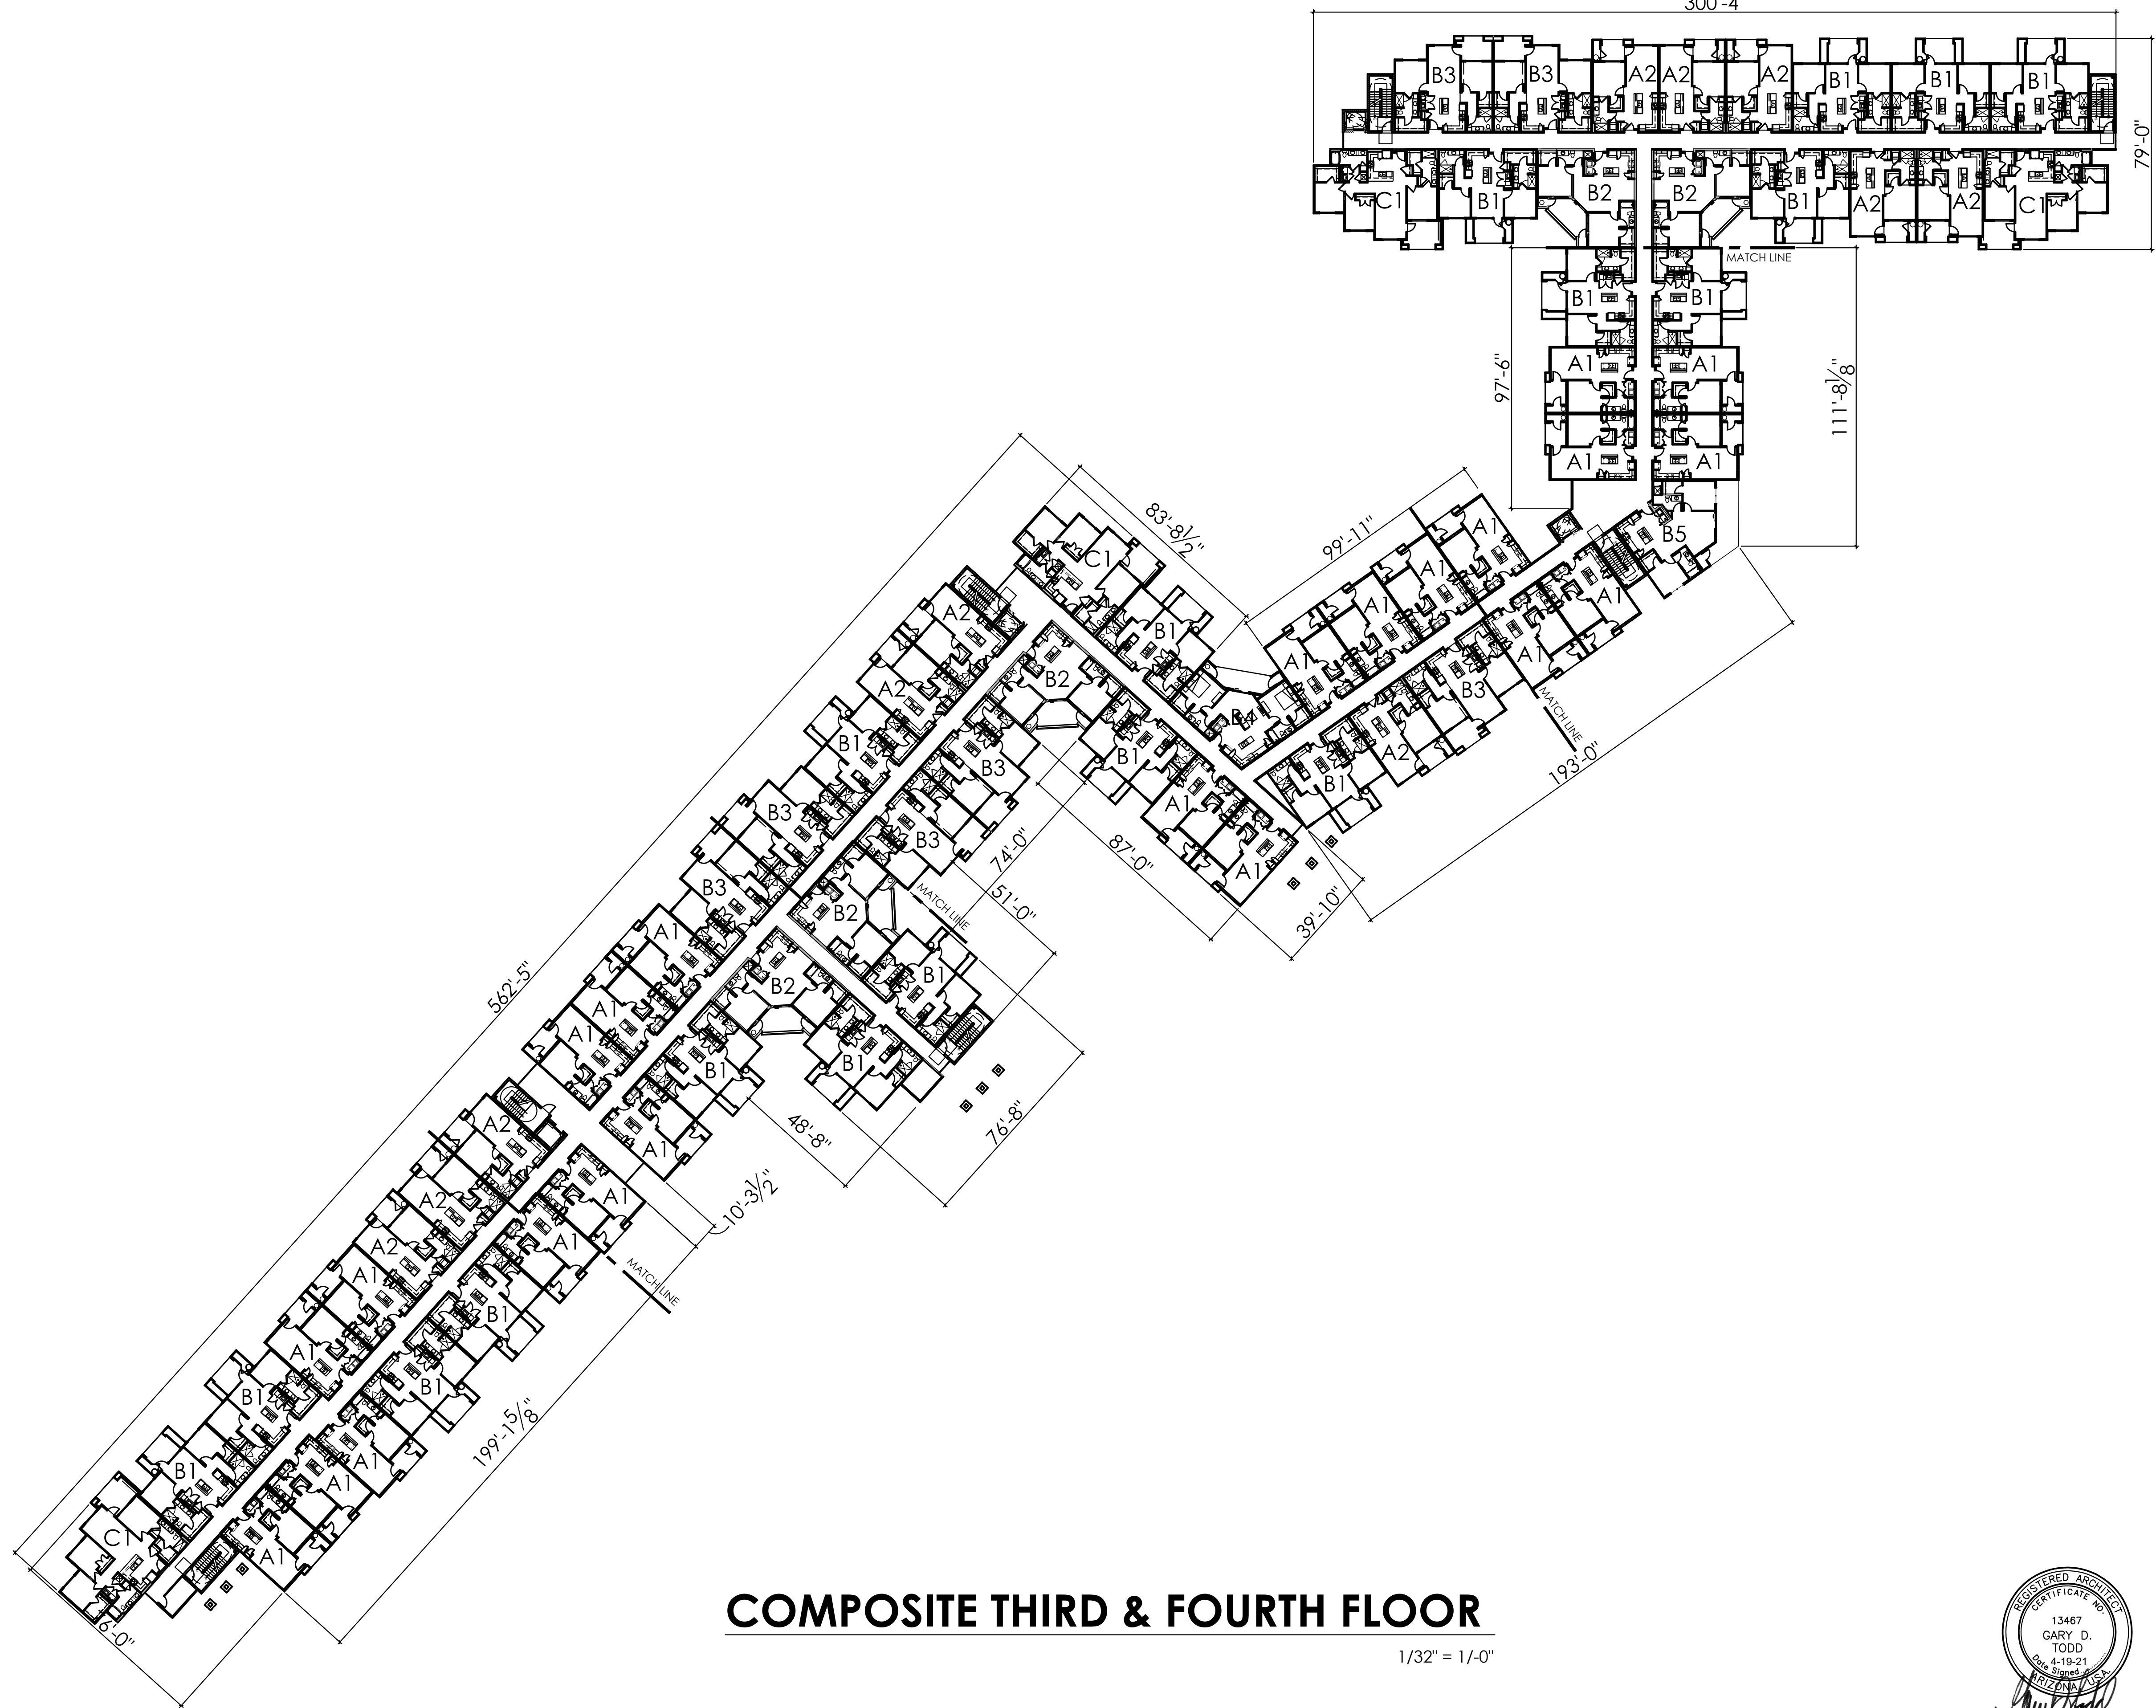 300'-4
B3
B3
A2
A2
A2
B1
B1
B1
79'-0"
C1
B1
B2
B2
B1
A2
A2
C1
MATCH LINE
B1
B1
97'-6"
A1
A1
111'-8 1/8"
A1
A1
83'-8 1/2"
99'-11"
A1
B5
C1
A1
A1
A1
A2
B1
A1
A1
B2
A2
B3
MATCH LINE
B1
B1
A2
193'-0"
B3
B1
B3
A1
B3
74'-0"
87'-0"
A1
B3
MATCH LINE
51'-0"
39'-10"
B2
A1
562'-5"
B2
B1
A1
A1
B1
B1
48'-8"
76'-8"
A2
A1
10'-3 1/2"
A1
A2
A1
A2
MATCH LINE
A1
B1
A1
B1
B1
199'-1 5/8"
A1
B1
A1
C1
A1
6'-0"
COMPOSITE THIRD & FOURTH FLOOR
1/32" = 1/-0"
REGISTERED ARCHITECT
CERTIFICATE NO.
13467
GARY D.
TODD
4-19-21
Date Signed
ARIZONA, USA.